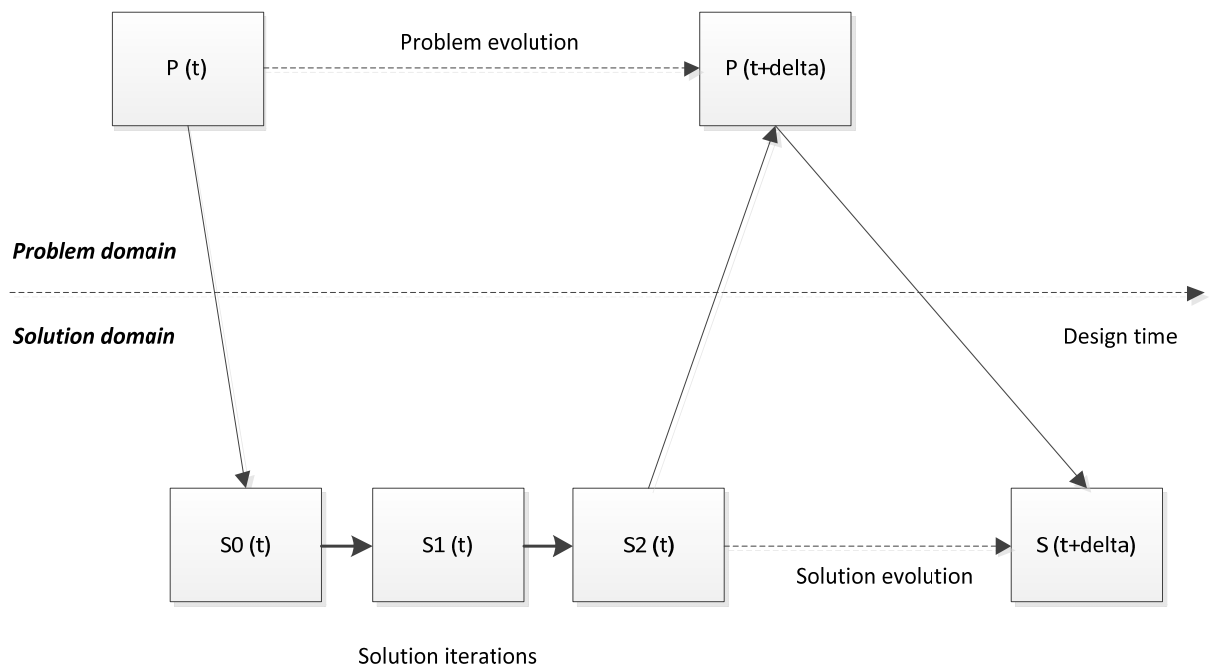 Problem evolution
P (t)
P (t+delta)
Problem domain
Solution domain
Design time
S0 (t)
S1 (t)
S2 (t)
S (t+delta)
Solution evolution
Solution iterations